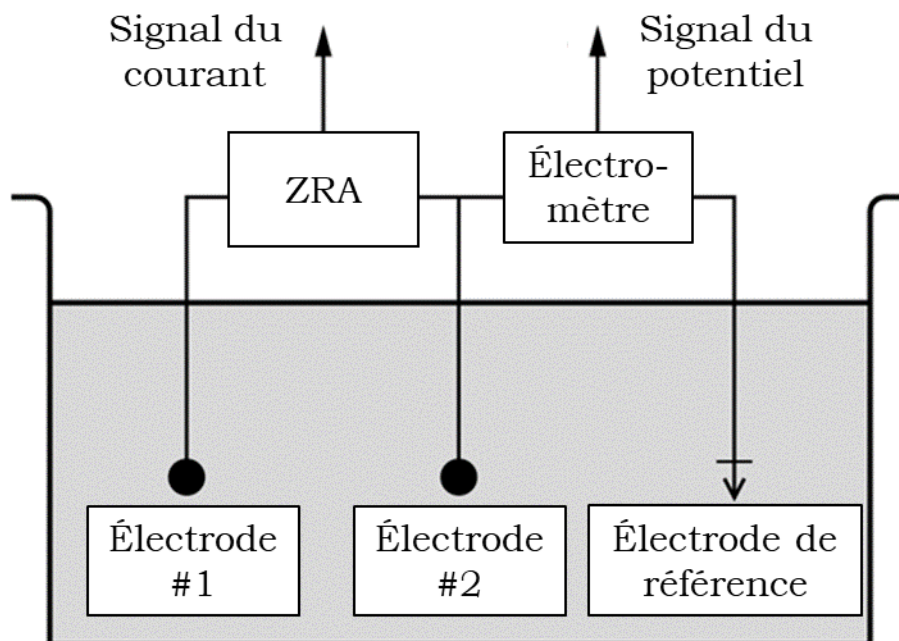 Signal du
courant
Signal du
potentiel
ZRA
Électro-
mètre
Électrode
#1
Électrode
#2
Électrode de
référence